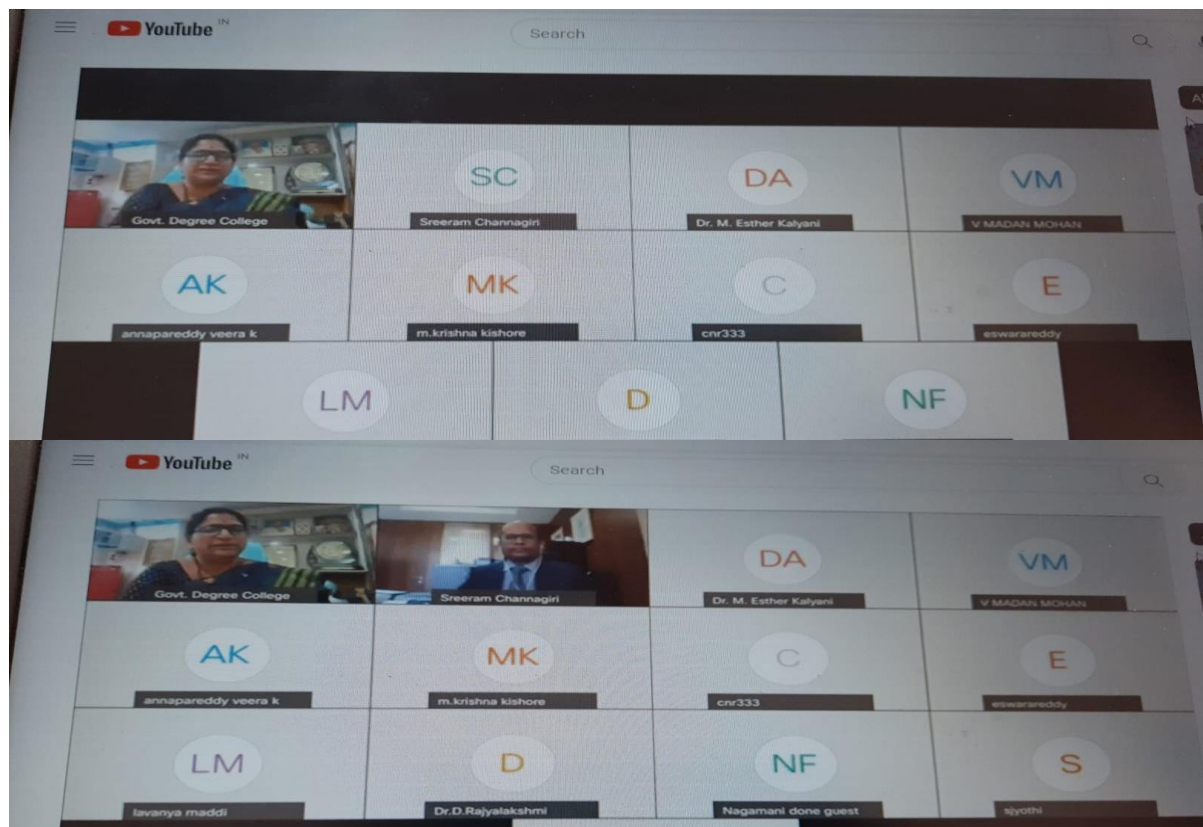 YouTube IN
Search
Govt. Degree College
SC
Sreeram Channagiri
DA
Dr. M. Esther Kalyani
VM
V MADAN MOHAN
AK
annapareddy veera k
MK
m.krishna kishore
C
cnr333
E
eswarareddy
LM
D
NF
YouTube IN
Search
Govt. Degree College
Sreeram Channagiri
DA
Dr. M. Esther Kalyani
VM
V MADAN MOHAN
AK
annapareddy veera k
MK
m.krishna kishore
C
cnr333
E
eswarareddy
LM
lavanya maddi
D
Dr.D.Rajyalakshmi
NF
Nagamani done guest
S
sjyothi